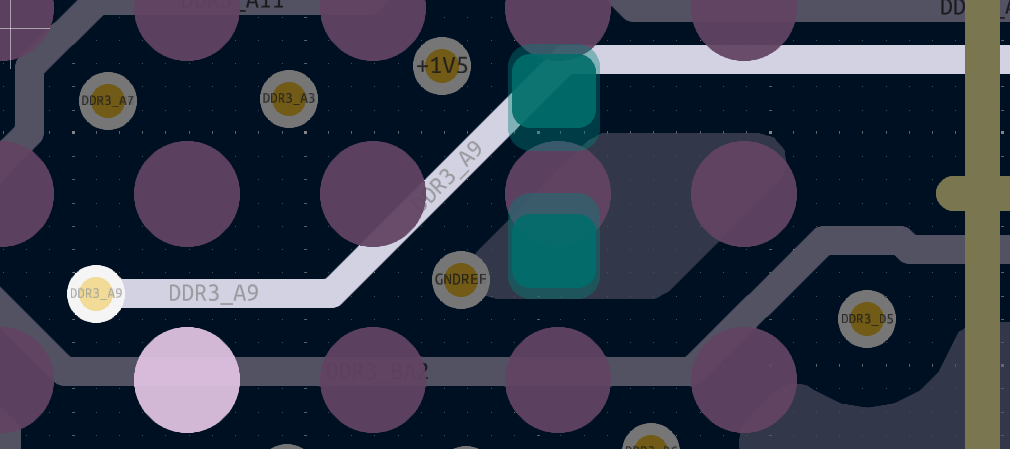 DDR3_A11
DDR3_A7
DDR3_A3
+1V5
DDR3_A9
GNDREF
DDR3_A9
DDR3_A9
DDR3_D5
DDR3_BA2